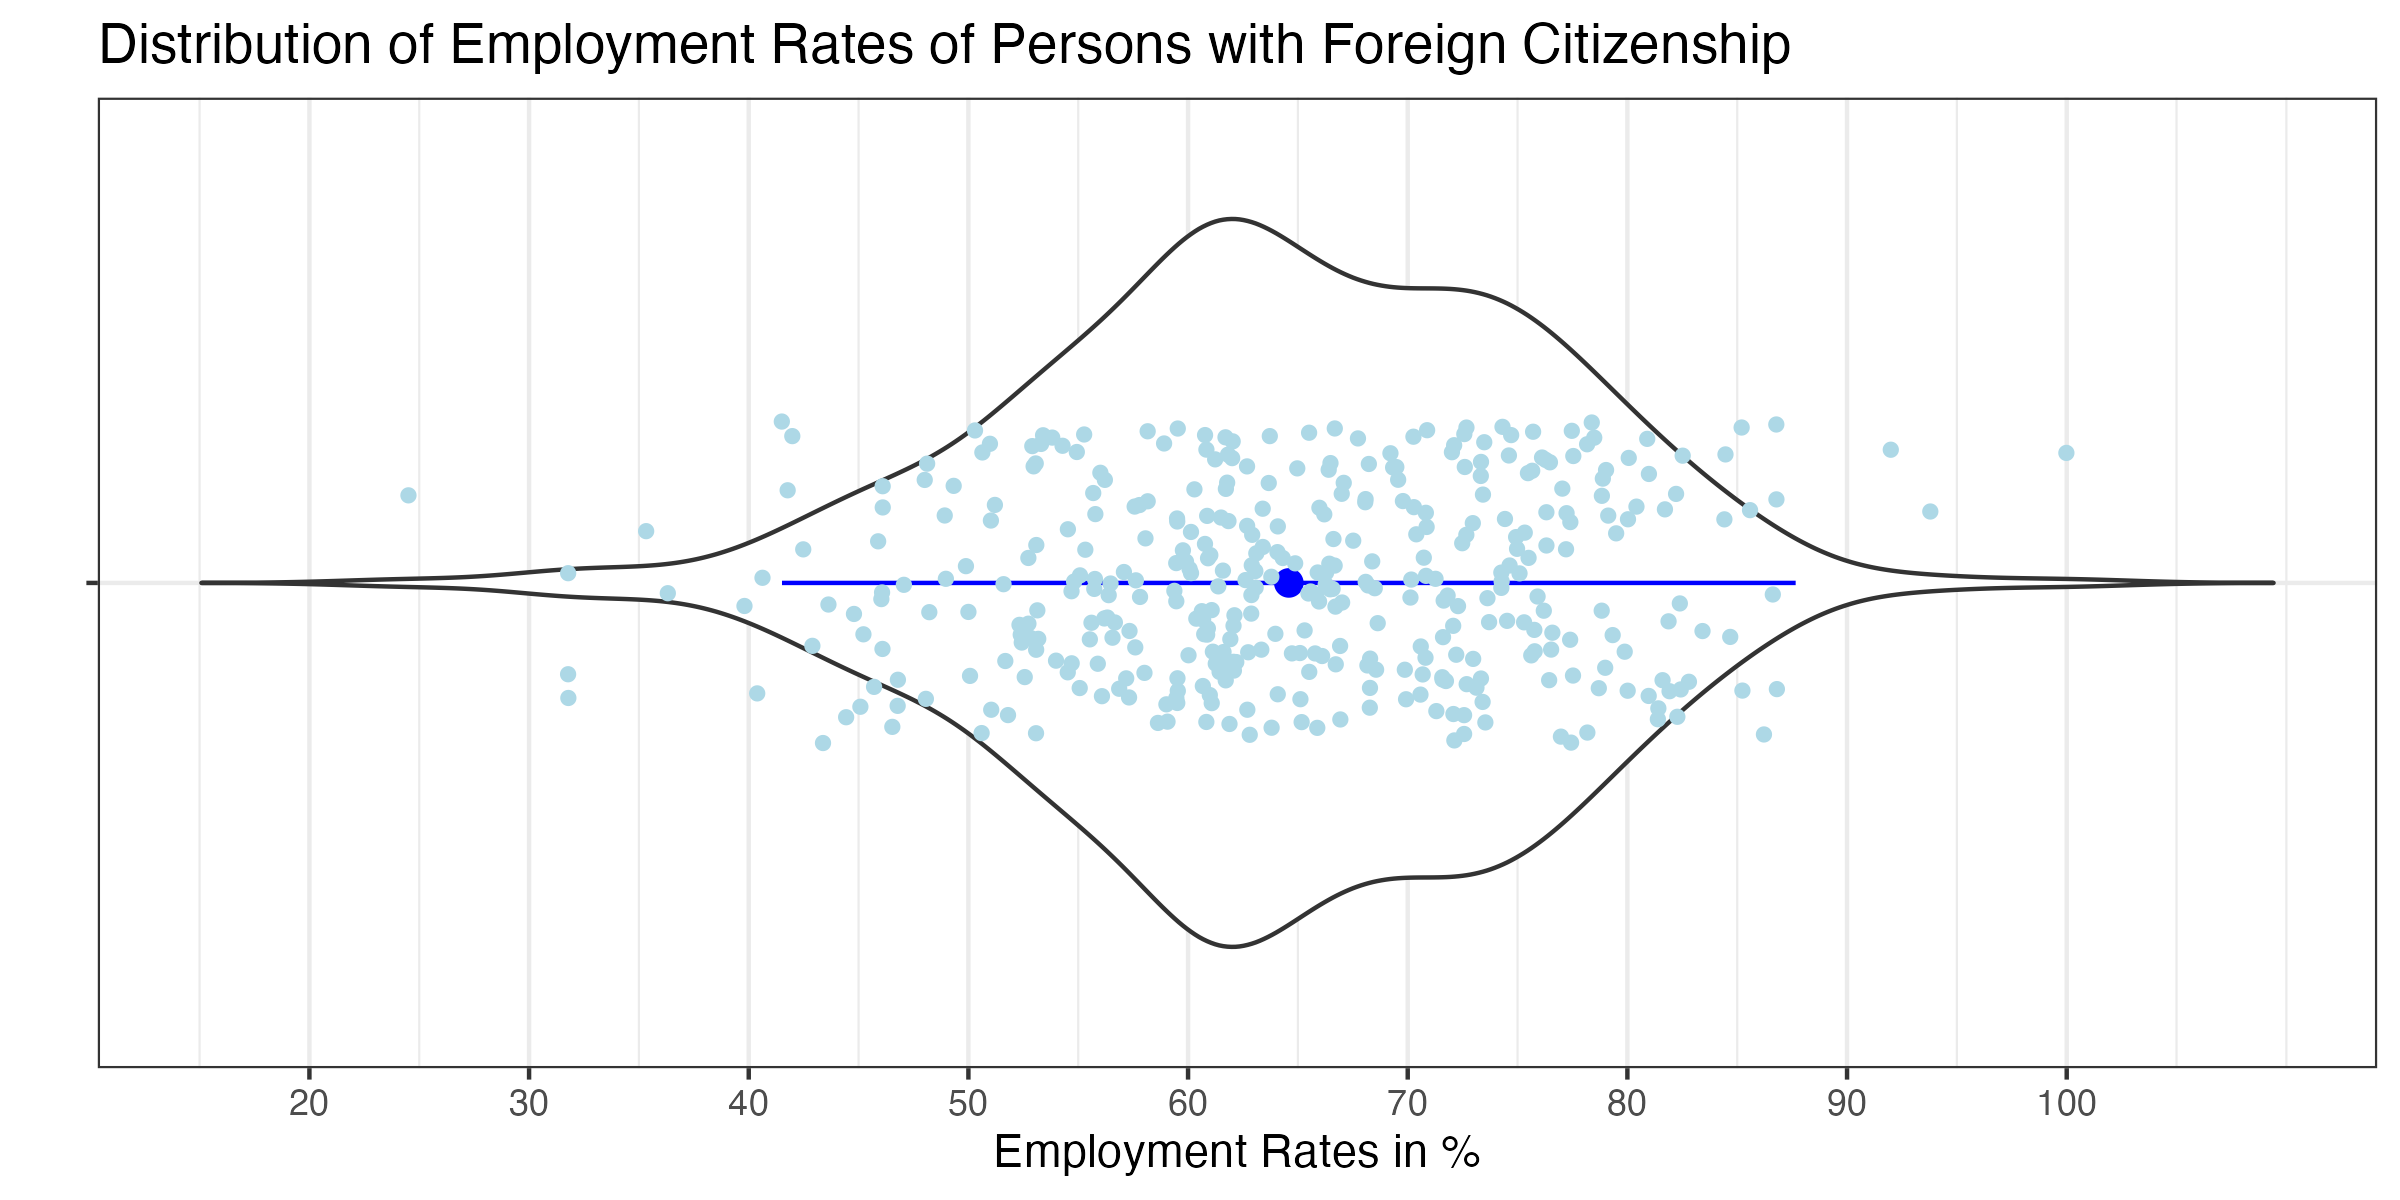 Distribution of Employment Rates of Persons with Foreign Citizenship
20 30 40 50 60 70 80 90 100
Employment Rates in %